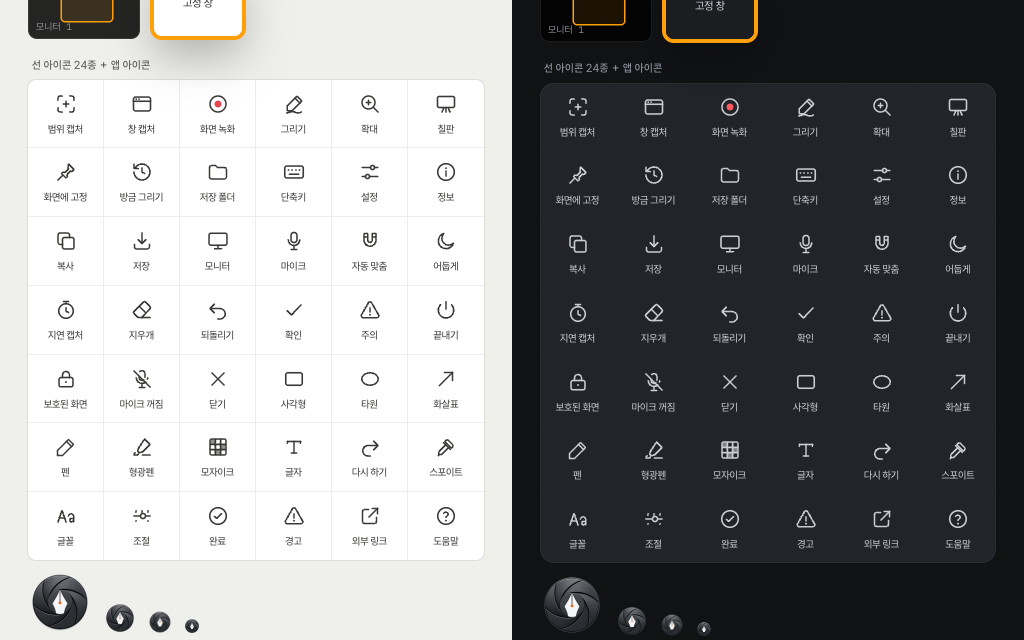 고정 창
모니터 1
선 아이콘 24종 + 앱 아이콘
범위 캡처 창 캡처 화면 녹화 그리기 확대 칠판
화면에 고정 방금 그리기 저장 폴더 단축키 설정 정보
복사 저장 모니터 마이크 자동 맞춤 어둡게
지연 캡처 지우개 되돌리기 확인 주의 끝내기
보호된 화면 마이크 꺼짐 닫기 사각형 타원 화살표
펜 형광펜 모자이크 글자 다시 하기 스포이트
Aa
글꼴 조절 완료 경고 외부 링크 도움말
고정 창
모니터 1
선 아이콘 24종 + 앱 아이콘
범위 캡처 창 캡처 화면 녹화 그리기 확대 칠판
화면에 고정 방금 그리기 저장 폴더 단축키 설정 정보
복사 저장 모니터 마이크 자동 맞춤 어둡게
지연 캡처 지우개 되돌리기 확인 주의 끝내기
보호된 화면 마이크 꺼짐 닫기 사각형 타원 화살표
펜 형광펜 모자이크 글자 다시 하기 스포이트
Aa
글꼴 조절 완료 경고 외부 링크 도움말